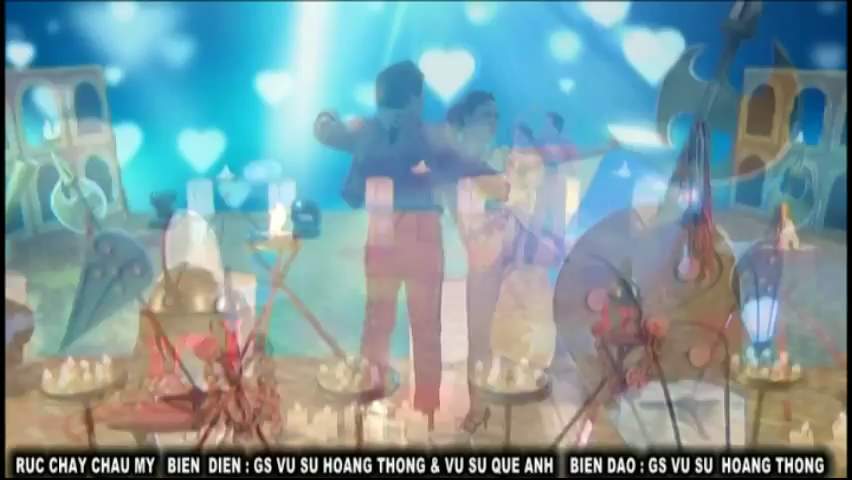 RUC CHAY CHAU MY BIEN DIEN : GS VU SU HOANG THONG & VU SU QUE ANH BIEN DAO : GS VU SU HOANG THONG